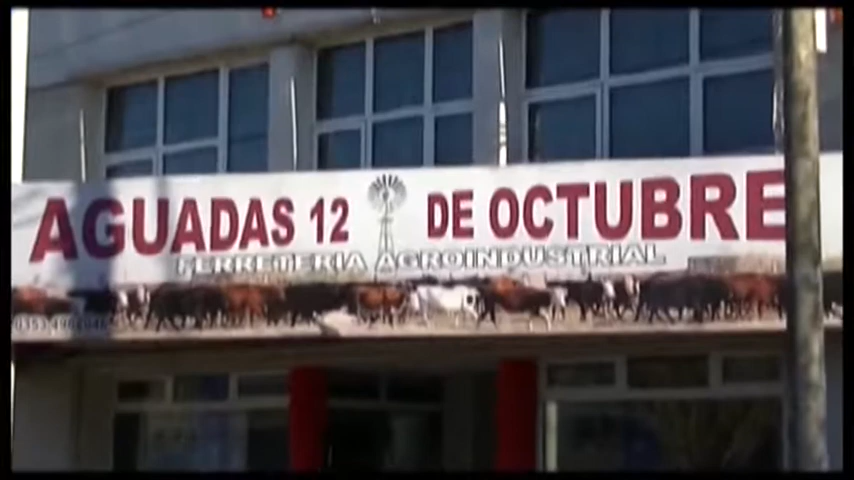 AGUADAS 12 DE OCTUBRE
FERRETERIA AGROINDUSTRIAL